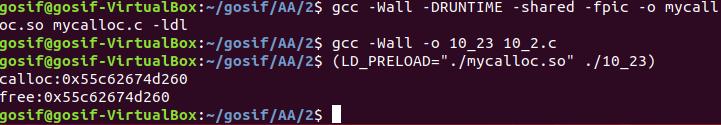 gosif@gosif-VirtualBox:~/gosif/AA/2$ gcc -Wall -DRUNTIME -shared -fpic -o mycall
oc.so mycalloc.c -ldl
gosif@gosif-VirtualBox:~/gosif/AA/2$ gcc -Wall -o 10_23 10_2.c
gosif@gosif-VirtualBox:~/gosif/AA/2$ (LD_PRELOAD="./mycalloc.so" ./10_23)
calloc:0x55c62674d260
free:0x55c62674d260
gosif@gosif-VirtualBox:~/gosif/AA/2$